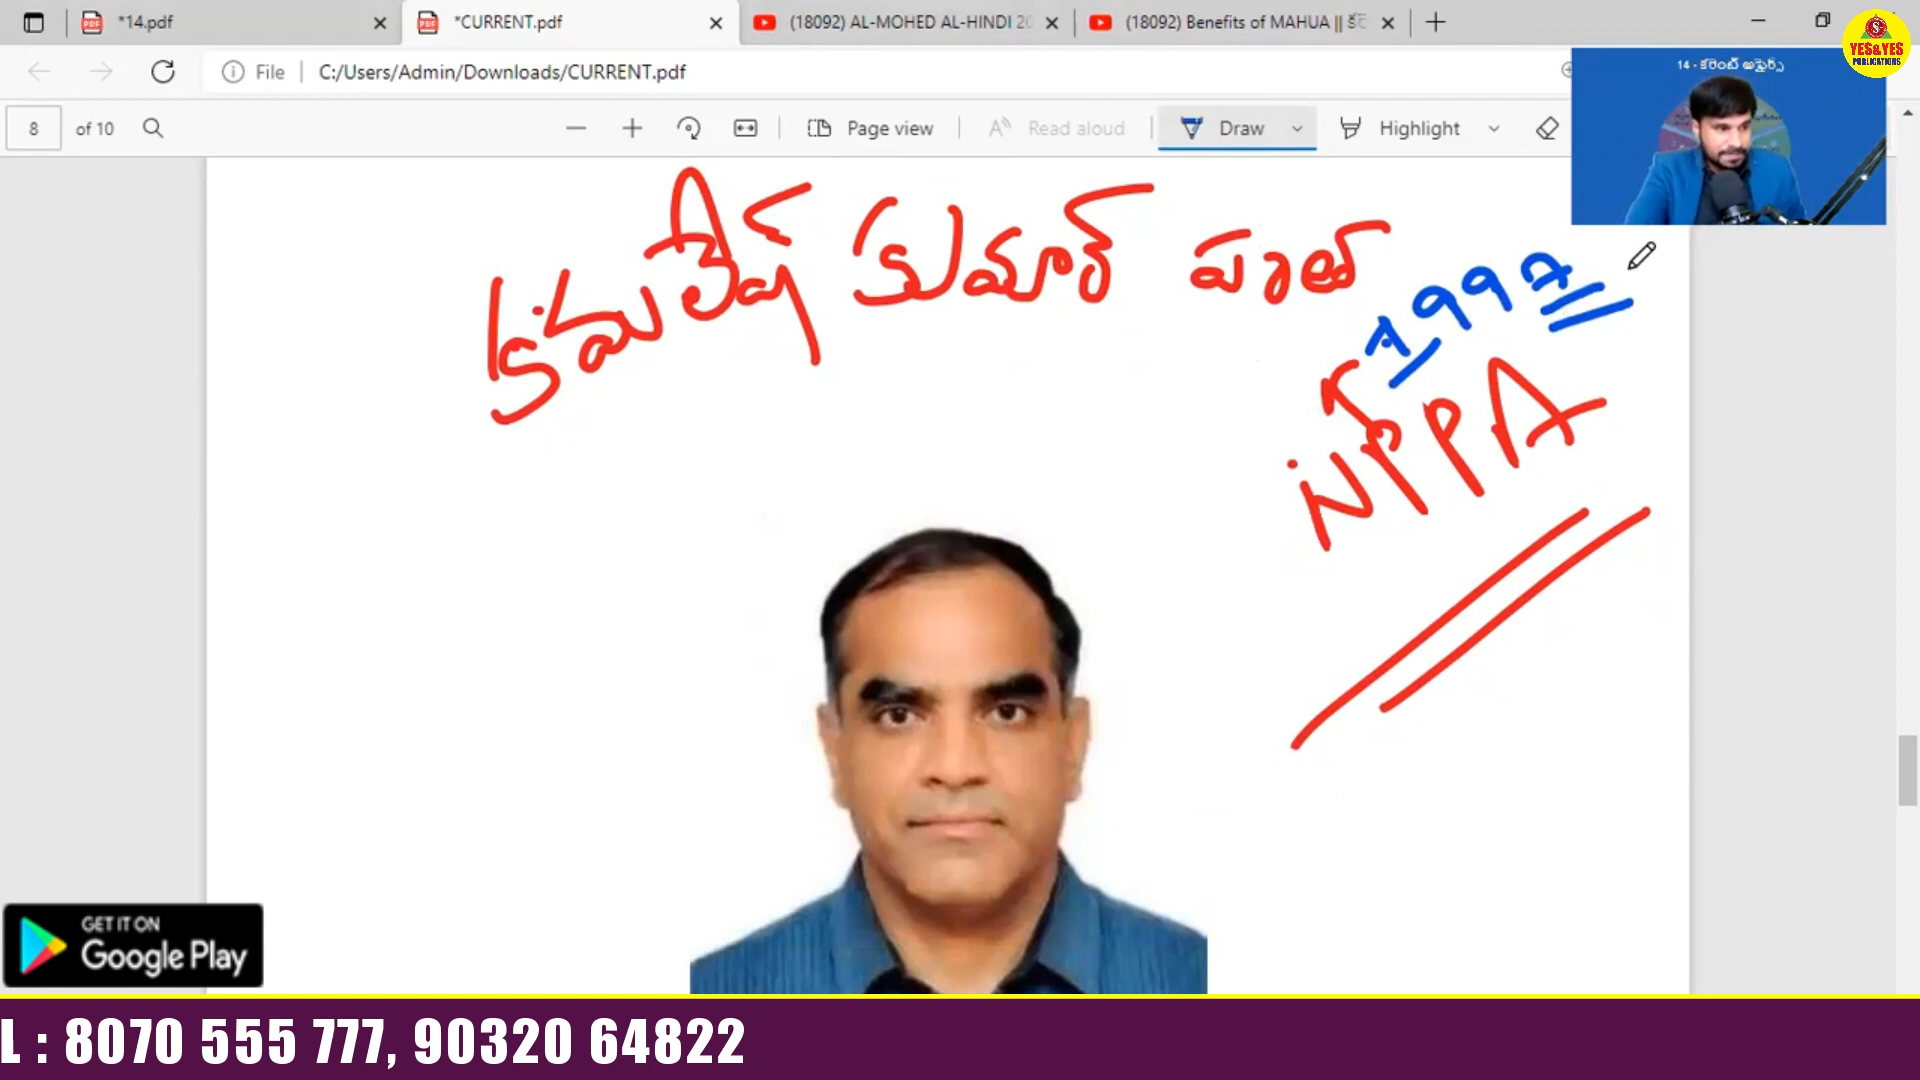 *14.pdf
*CURRENT.pdf
(18092) AL-MOHED AL-HINDI 20
(18092) Benefits of MAHUA ||
File
C:/Users/Admin/Downloads/CURRENT.pdf
8 of 10
Page view
Read aloud
Draw
Highlight
YES&YES
PUBLICATIONS
14 - కరెంట్ అఫైర్స్
కమలేష్ కుమార్ పంత్
1997
NPPA
GET IT ON
Google Play
L : 8070 555 777, 90320 64822